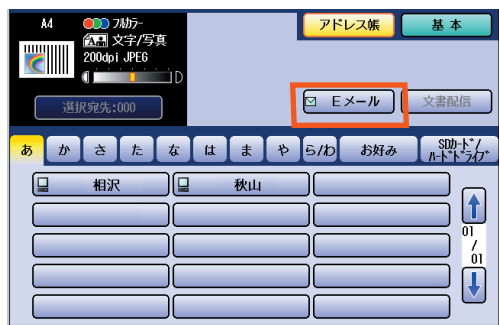 A4 フルカラー
文字/写真
200dpi JPEG
D
選択宛先:000
アドレス帳 基 本
Eメール 文書配信
あ か さ た な は ま や ら/わ お好み SDカード/ハードドライブ
相沢 秋山
01
/
01